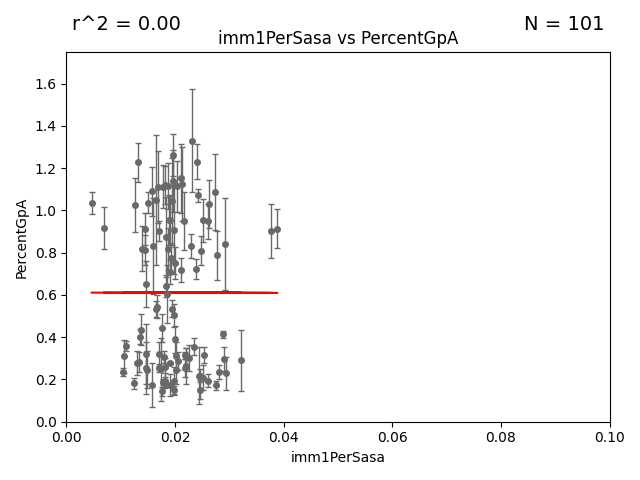 r^2 = 0.00
N = 101
imm1PerSasa vs PercentGpA
1.6
1.4
1.2
1.0
0.8
0.6
0.4
0.2
0.0
PercentGpA
0.00 0.02 0.04 0.06 0.08 0.10
imm1PerSasa